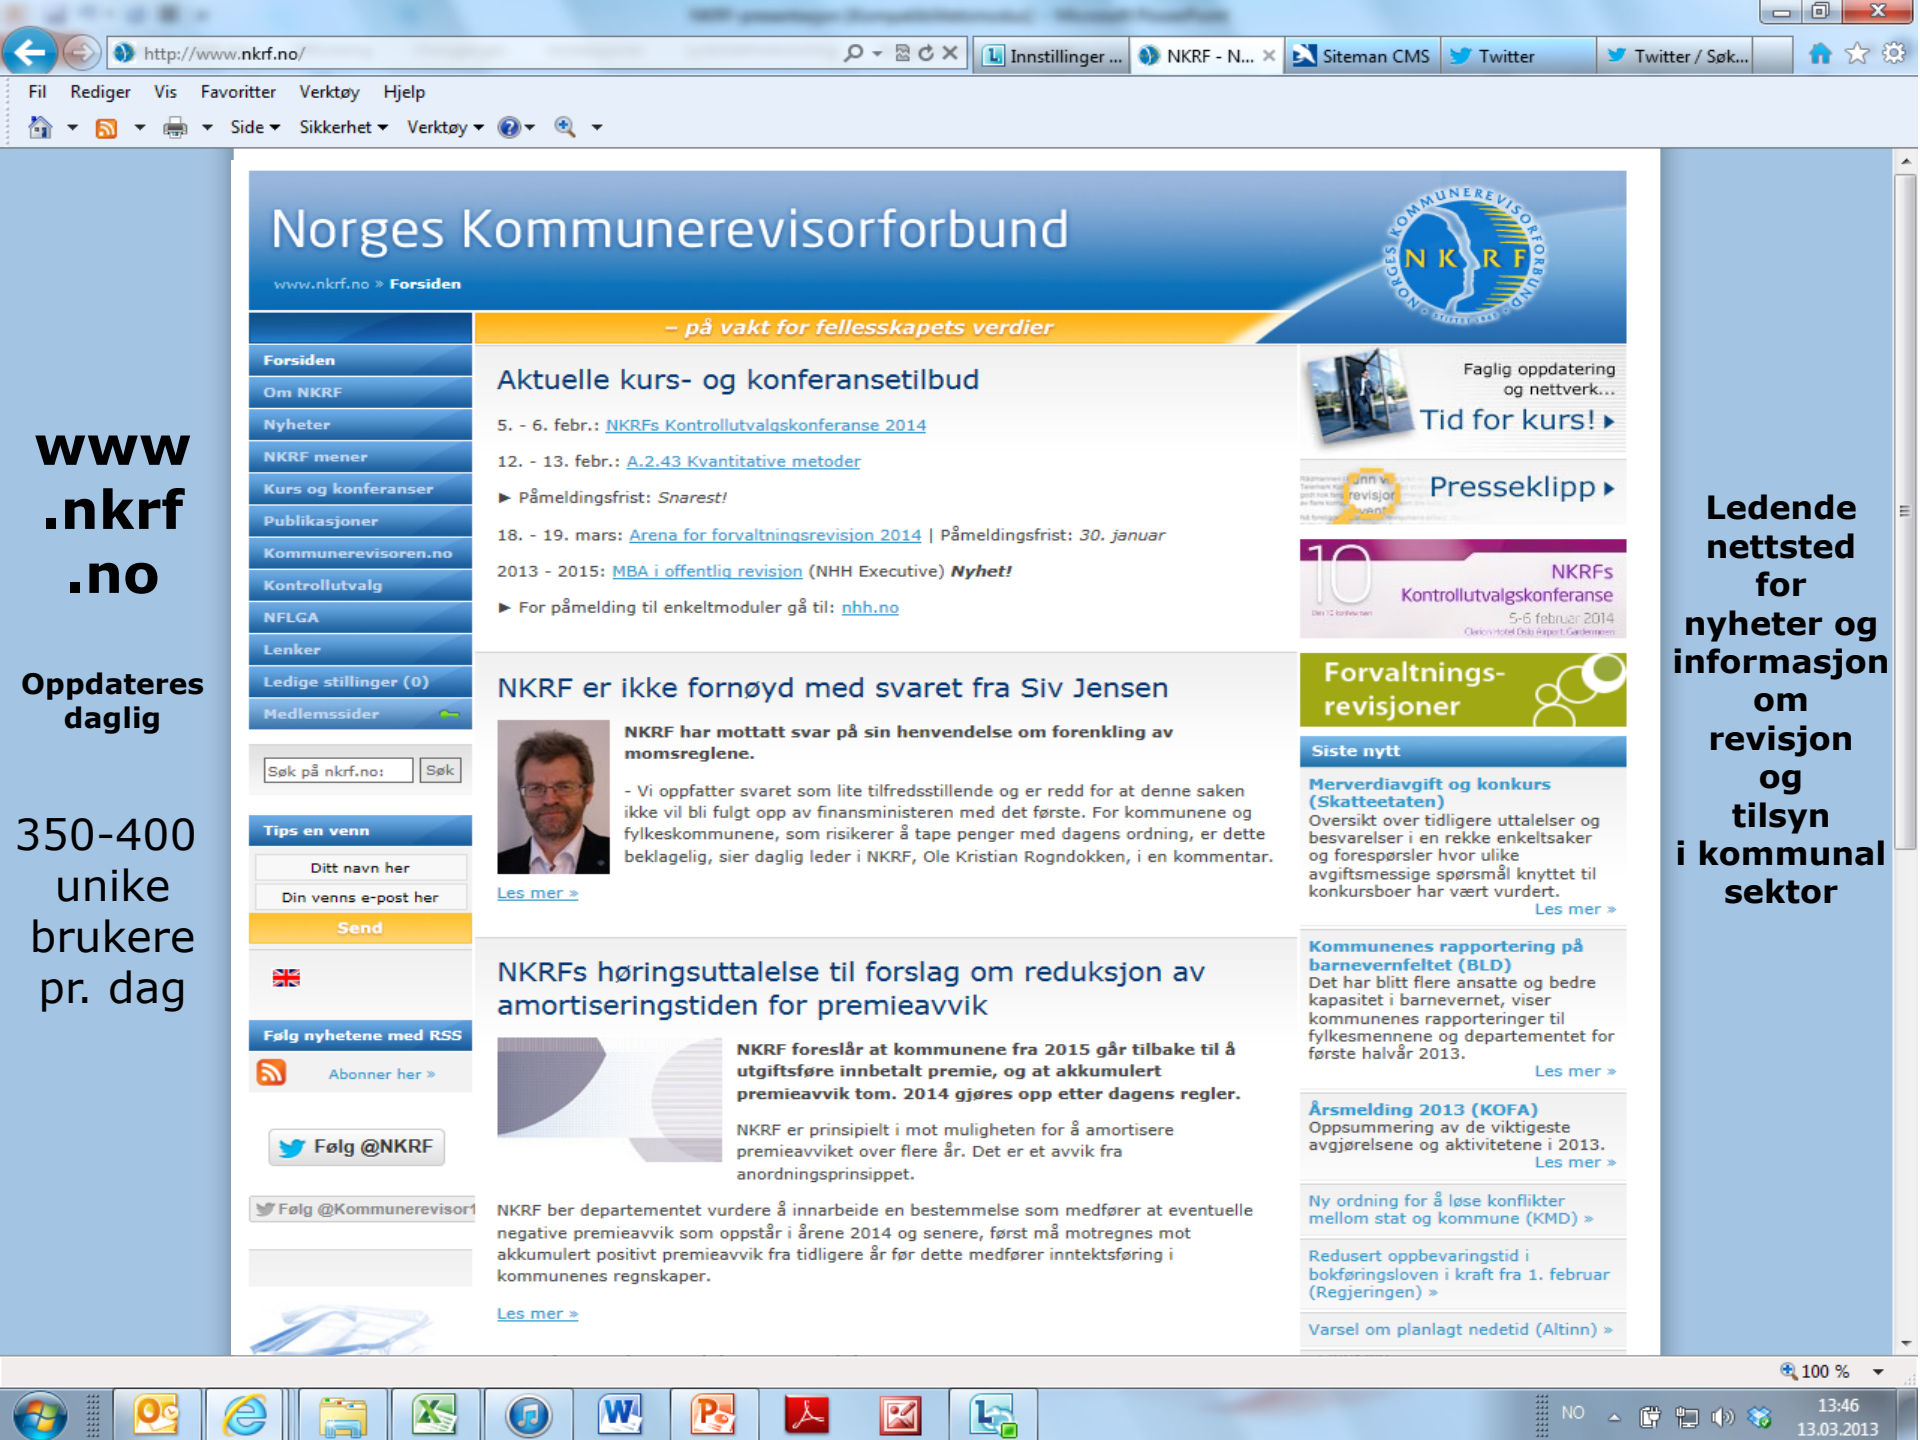 http://www.nkrf.no/
Innstillinger ...
NKRF - N...
Siteman CMS
Twitter
Twitter / Søk...
Fil Rediger Vis Favoritter Verktøy Hjelp
Side Sikkerhet Verktøy
Norges Kommunerevisorforbund
www.nkrf.no » Forsiden
NORGES KOMMUNEREVISORFORBUND
NKRF
– på vakt for fellesskapets verdier
www
.nkrf
.no
Oppdateres
daglig
350-400
unike
brukere
pr. dag
Forsiden
Om NKRF
Nyheter
NKRF mener
Kurs og konferanser
Publikasjoner
Kommunerevisoren.no
Kontrollutvalg
NFLGA
Lenker
Ledige stillinger (0)
Medlemssider
Søk på nkrf.no:
Søk
Tips en venn
Ditt navn her
Din venns e-post her
Send
Følg nyhetene med RSS
Abonner her »
Følg @NKRF
Følg @Kommunerevisor1
Aktuelle kurs- og konferansetilbud
5. - 6. febr.: NKRFs Kontrollutvalgskonferanse 2014
12. - 13. febr.: A.2.43 Kvantitative metoder
► Påmeldingsfrist: Snarest!
18. - 19. mars: Arena for forvaltningsrevisjon 2014 | Påmeldingsfrist: 30. januar
2013 - 2015: MBA i offentlig revisjon (NHH Executive) Nyhet!
► For påmelding til enkeltmoduler gå til: nhh.no
NKRF er ikke fornøyd med svaret fra Siv Jensen
NKRF har mottatt svar på sin henvendelse om forenkling av
momsreglene.
- Vi oppfatter svaret som lite tilfredsstillende og er redd for at denne saken
ikke vil bli fulgt opp av finansministeren med det første. For kommunene og
fylkeskommunene, som risikerer å tape penger med dagens ordning, er dette
beklagelig, sier daglig leder i NKRF, Ole Kristian Rogndokken, i en kommentar.
Les mer »
NKRFs høringsuttalelse til forslag om reduksjon av
amortiseringstiden for premieavvik
NKRF foreslår at kommunene fra 2015 går tilbake til å
utgiftsføre innbetalt premie, og at akkumulert
premieavvik tom. 2014 gjøres opp etter dagens regler.
NKRF er prinsipielt i mot muligheten for å amortisere
premieavviket over flere år. Det er et avvik fra
anordningsprinsippet.
NKRF ber departementet vurdere å innarbeide en bestemmelse som medfører at eventuelle
negative premieavvik som oppstår i årene 2014 og senere, først må motregnes mot
akkumulert positivt premieavvik fra tidligere år før dette medfører inntektsføring i
kommunenes regnskaper.
Les mer »
Faglig oppdatering
og nettverk...
Tid for kurs!
Presseklipp
revisjon
10
NKRFs
Kontrollutvalgskonferanse
5-6 februar 2014
Clarion Hotel Oslo Airport, Gardermoen
Forvaltnings-
revisjoner
Siste nytt
Merverdiavgift og konkurs
(Skatteetaten)
Oversikt over tidligere uttalelser og
besvarelser i en rekke enkeltsaker
og forespørsler hvor ulike
avgiftsmessige spørsmål knyttet til
konkursboer har vært vurdert.
Les mer »
Kommunenes rapportering på
barnevernfeltet (BLD)
Det har blitt flere ansatte og bedre
kapasitet i barnevernet, viser
kommunenes rapporteringer til
fylkesmennene og departementet for
første halvår 2013.
Les mer »
Årsmelding 2013 (KOFA)
Oppsummering av de viktigeste
avgjørelsene og aktivitetene i 2013.
Les mer »
Ny ordning for å løse konflikter
mellom stat og kommune (KMD) »
Redusert oppbevaringstid i
bokføringsloven i kraft fra 1. februar
(Regjeringen) »
Varsel om planlagt nedetid (Altinn) »
Ledende
nettsted
for
nyheter og
informasjon
om
revisjon
og
tilsyn
i kommunal
sektor
100 %
NO
13:46
13.03.2013